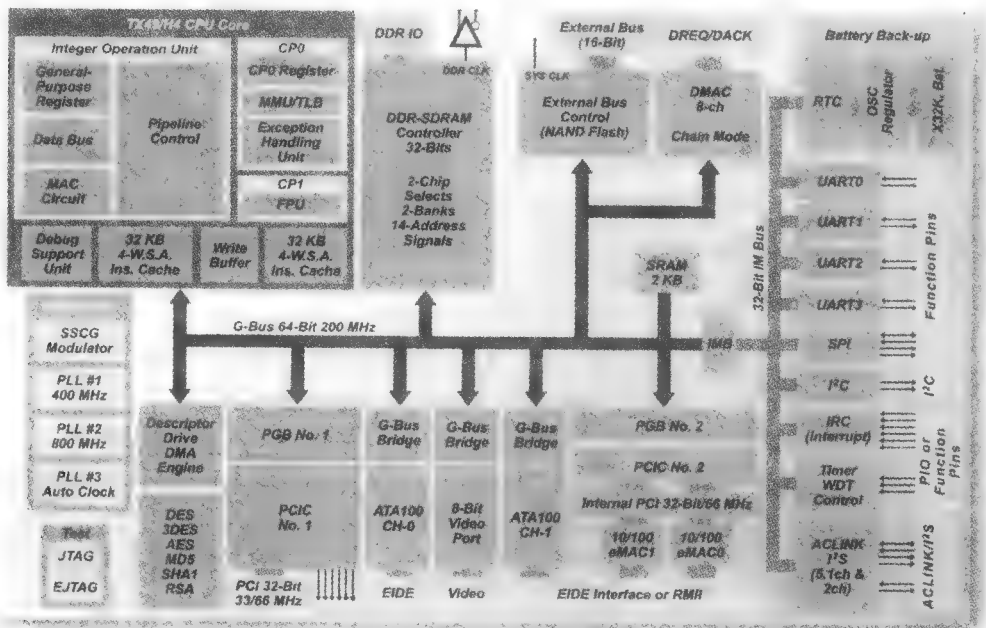 TX49/H4 CPU Core
Integer Operation Unit
General-
Purpose
Register
Data Bus
MAC
Circuit
Pipeline
Control
CP0
CP0 Register
MMU/TLB
Exception
Handling
Unit
CP1
FPU
Debug
Support
Unit
32 KB
4-W.S.A.
Ins. Cache
Write
Buffer
32 KB
4-W.S.A.
Ins. Cache
DDR IO
DDR CLK
DDR-SDRAM
Controller
32-Bits
2-Chip
Selects
2-Banks
14-Address
Signals
External Bus
(16-Bit)
SYS CLK
External Bus
Control
(NAND Flash)
DREQ/DACK
DMAC
8-ch
Chain Mode
SRAM
2 KB
G-Bus 64-Bit 200 MHz
IMB
32-Bit IM Bus
SSCG
Modulator
PLL #1
400 MHz
PLL #2
800 MHz
PLL #3
Auto Clock
Test
JTAG
EJTAG
Descriptor
Drive
DMA
Engine
DES
3DES
AES
MD5
SHA1
RSA
PGB No. 1
PCIC
No. 1
PCI 32-Bit
33/66 MHz
G-Bus
Bridge
ATA100
CH-0
EIDE
G-Bus
Bridge
8-Bit
Video
Port
Video
G-Bus
Bridge
ATA100
CH-1
PGB No. 2
PCIC No. 2
Internal PCI 32-Bit/66 MHz
10/100
eMAC1
10/100
eMAC0
EIDE Interface or RMII
Battery Back-up
RTC
OSC
Regulator
X32K, Bat.
UART0
UART1
UART2
UART3
SPI
I²C
IRC
(Interrupt)
Timer
WDT
Control
ACLINK
I²S
(5.1ch &
2ch)
Function Pins
I²C
PIO or
Function
Pins
ACLINK/I²S